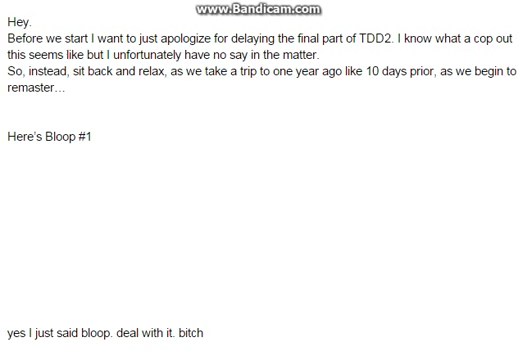 www.Bandicam.com
Hey.
Before we start I want to just apologize for delaying the final part of TDD2. I know what a cop out
this seems like but I unfortunately have no say in the matter.
So, instead, sit back and relax, as we take a trip to one year ago like 10 days prior, as we begin to
remaster…
Here's Bloop #1
yes I just said bloop. deal with it. bitch